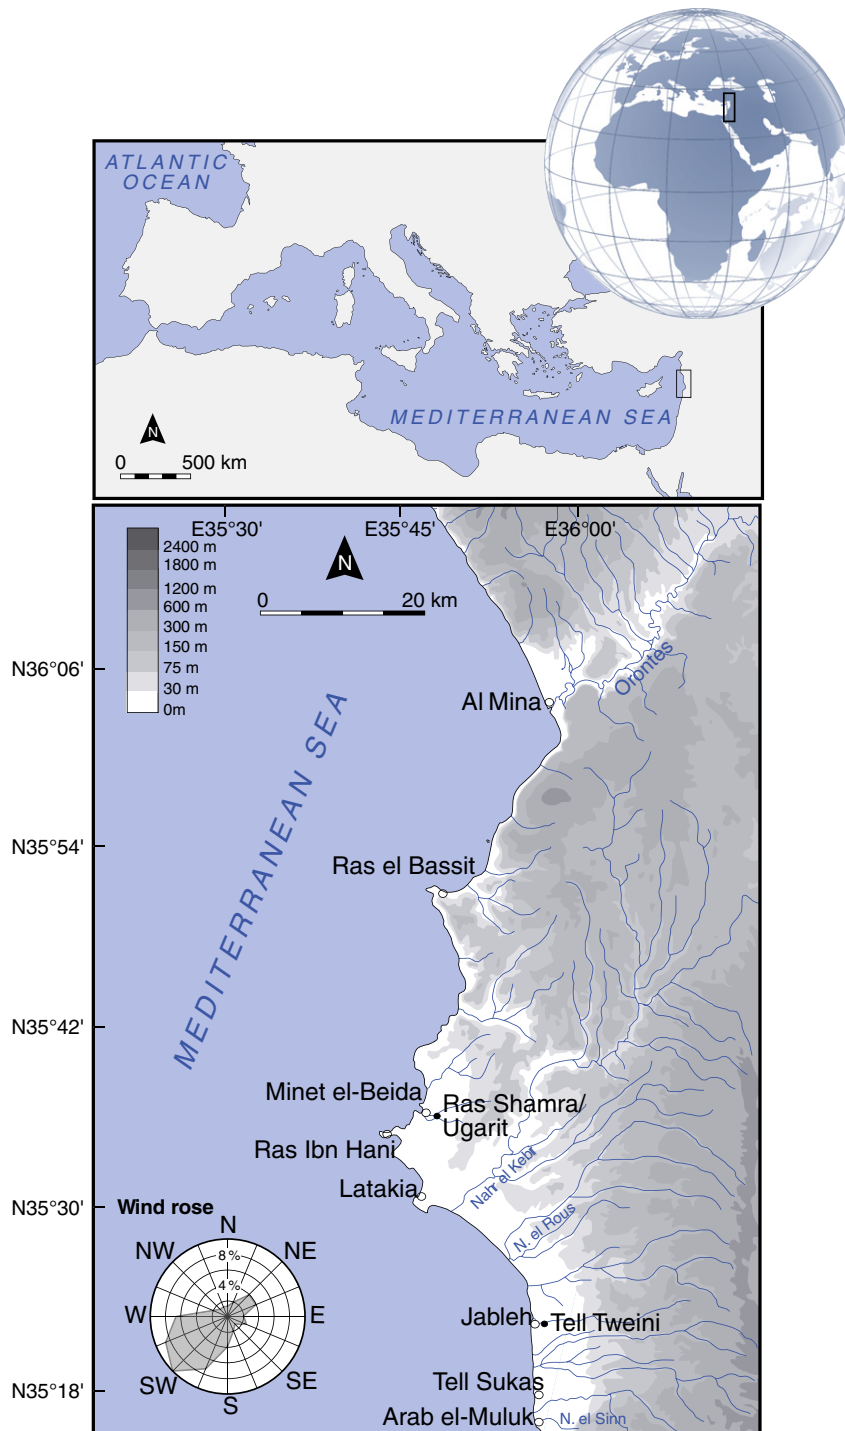 ATLANTIC
OCEAN
MEDITERRANEAN SEA
N
0 500 km
E35°30' E35°45' E36°00'
2400 m
1800 m
1200 m
600 m
300 m
150 m
75 m
30 m
0m
N
0 20 km
N36°06'
Orontes
Al Mina
MEDITERRANEAN SEA
N35°54'
Ras el Bassit
N35°42'
Minet el-Beida
Ras Shamra/
Ugarit
Ras Ibn Hani
Nahr el Kebr
Latakia
N35°30'
N. el Rous
Wind rose
N
NW NE
8%
4%
W E
SW SE
S
Jableh
Tell Tweini
N35°18'
Tell Sukas
Arab el-Muluk
N. el Sinn